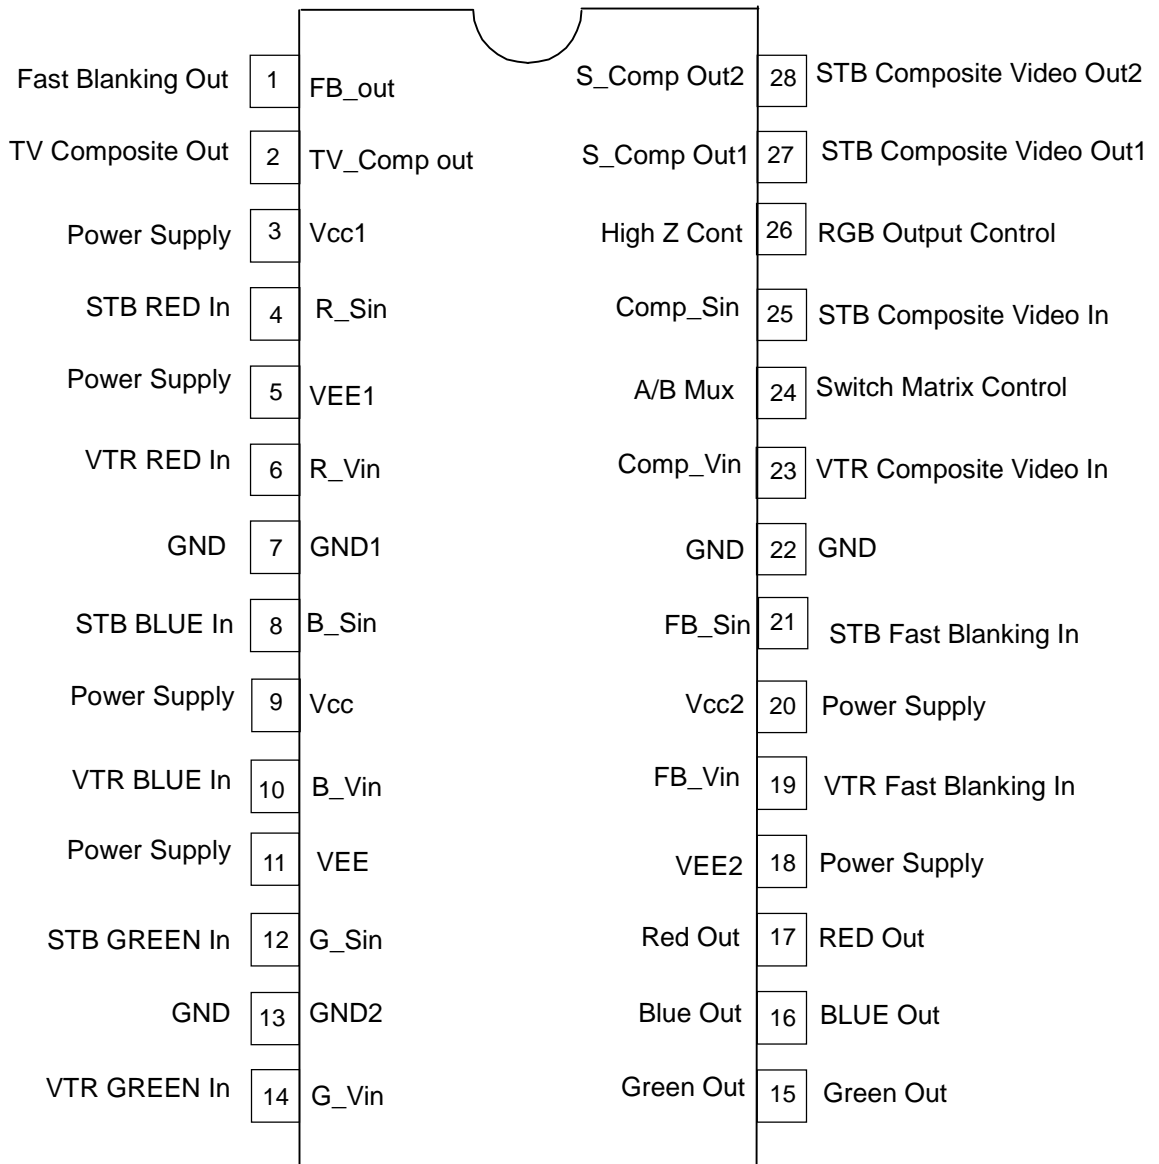 Fast Blanking Out 1 FB_out S_Comp Out2 28 STB Composite Video Out2
TV Composite Out 2 TV_Comp out S_Comp Out1 27 STB Composite Video Out1
Power Supply 3 Vcc1 High Z Cont 26 RGB Output Control
STB RED In 4 R_Sin Comp_Sin 25 STB Composite Video In
Power Supply 5 VEE1 A/B Mux 24 Switch Matrix Control
VTR RED In 6 R_Vin Comp_Vin 23 VTR Composite Video In
GND 7 GND1 GND 22 GND
STB BLUE In 8 B_Sin FB_Sin 21 STB Fast Blanking In
Power Supply 9 Vcc Vcc2 20 Power Supply
VTR BLUE In 10 B_Vin FB_Vin 19 VTR Fast Blanking In
Power Supply 11 VEE VEE2 18 Power Supply
STB GREEN In 12 G_Sin Red Out 17 RED Out
GND 13 GND2 Blue Out 16 BLUE Out
VTR GREEN In 14 G_Vin Green Out 15 Green Out